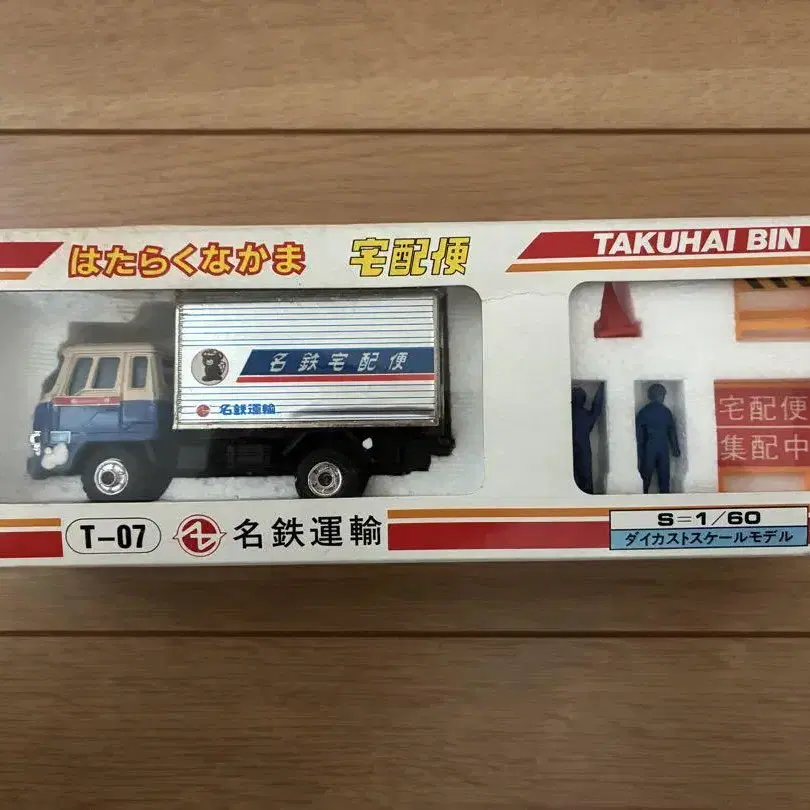 はたらくなかま 宅配便 TAKUHAI BIN
名鉄宅配便
名鉄運輸
宅配便
集配中
T-07 名鉄運輸
S=1/60
ダイカストスケールモデル